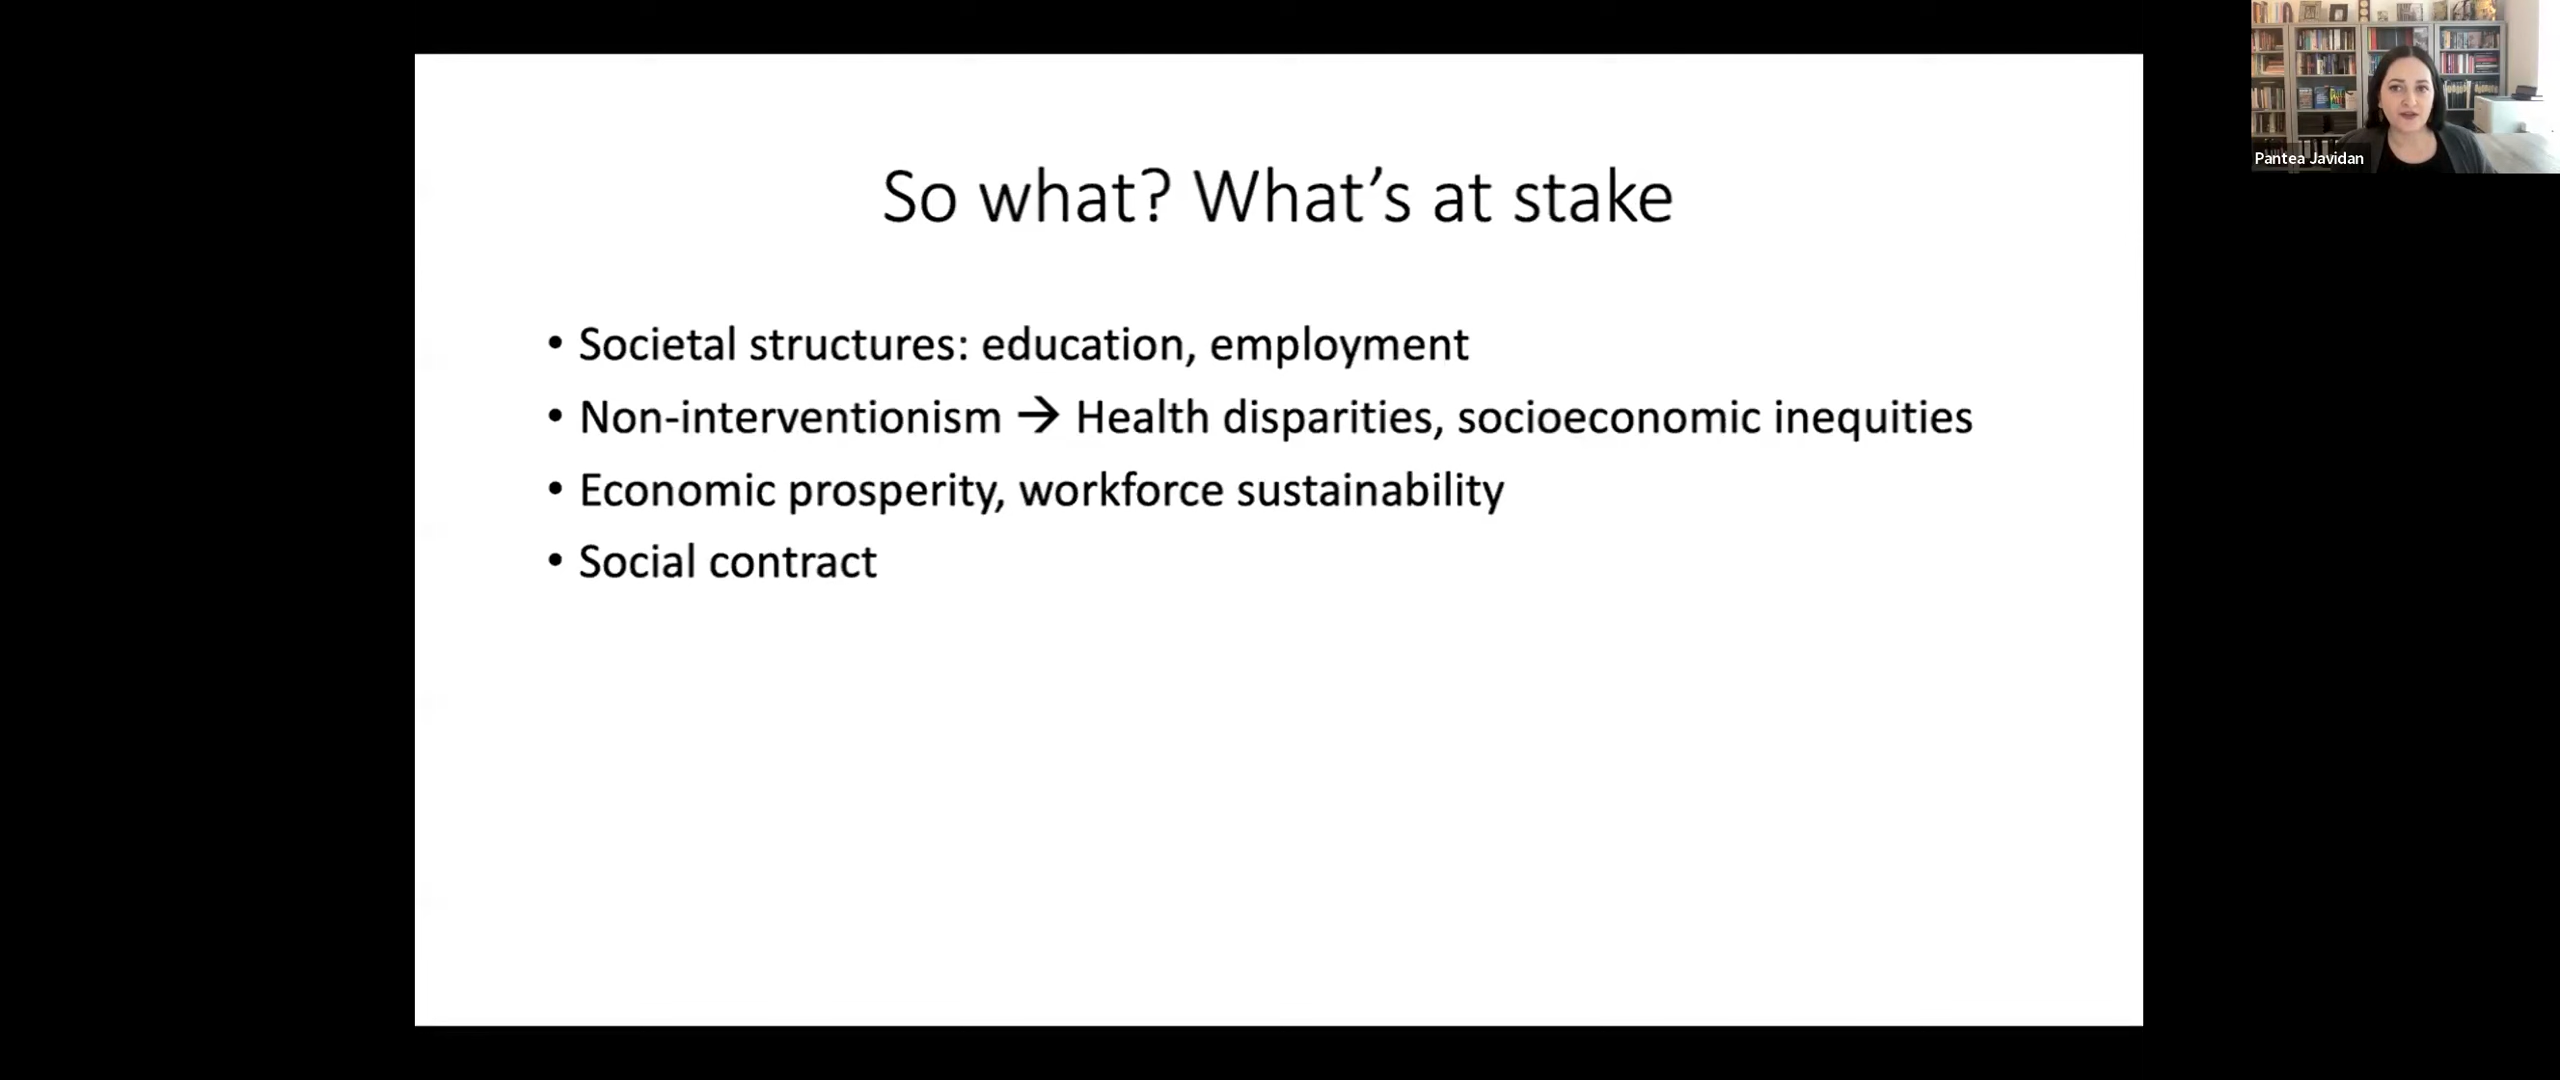 So what? What’s at stake
• Societal structures: education, employment
• Non-interventionism → Health disparities, socioeconomic inequities
• Economic prosperity, workforce sustainability
• Social contract
Pantea Javidan